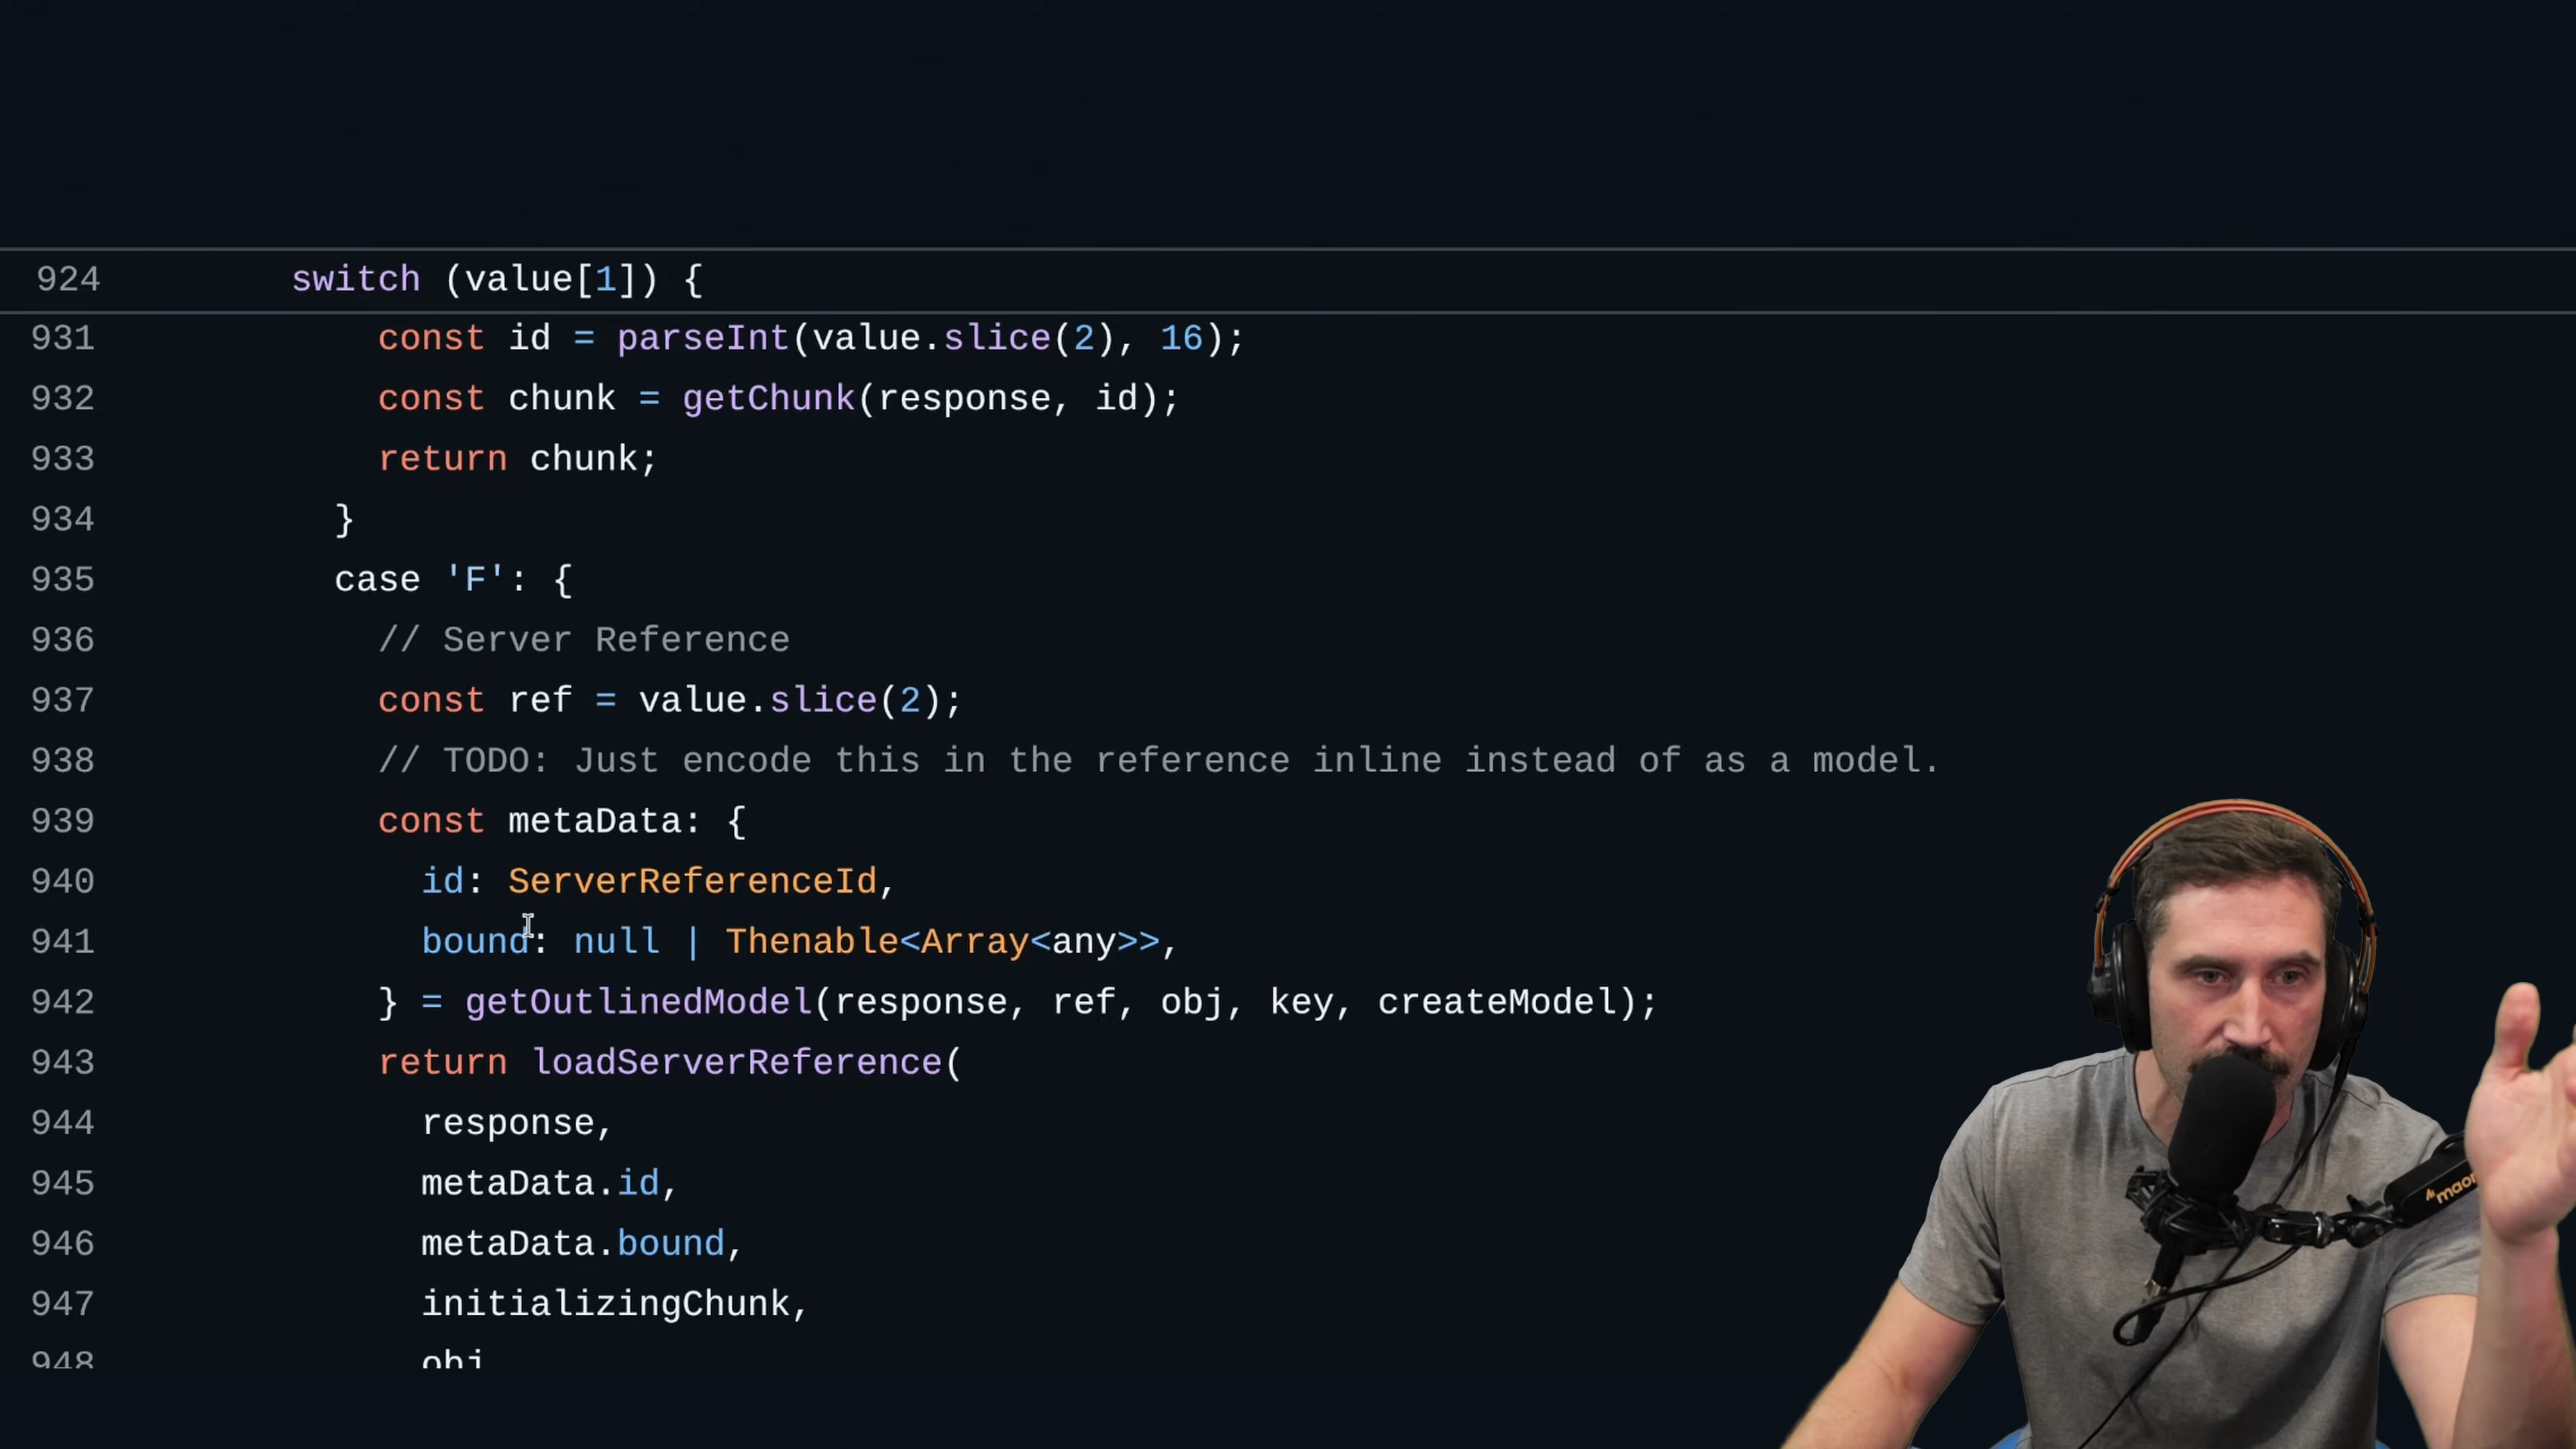 924 switch (value[1]) {
931 const id = parseInt(value.slice(2), 16);
932 const chunk = getChunk(response, id);
933 return chunk;
934 }
935 case 'F': {
936 // Server Reference
937 const ref = value.slice(2);
938 // TODO: Just encode this in the reference inline instead of as a model.
939 const metaData: {
940 id: ServerReferenceId,
941 bound: null | Thenable<Array<any>>,
942 } = getOutlinedModel(response, ref, obj, key, createModel);
943 return loadServerReference(
944 response,
945 metaData.id,
946 metaData.bound,
947 initializingChunk,
948 obj